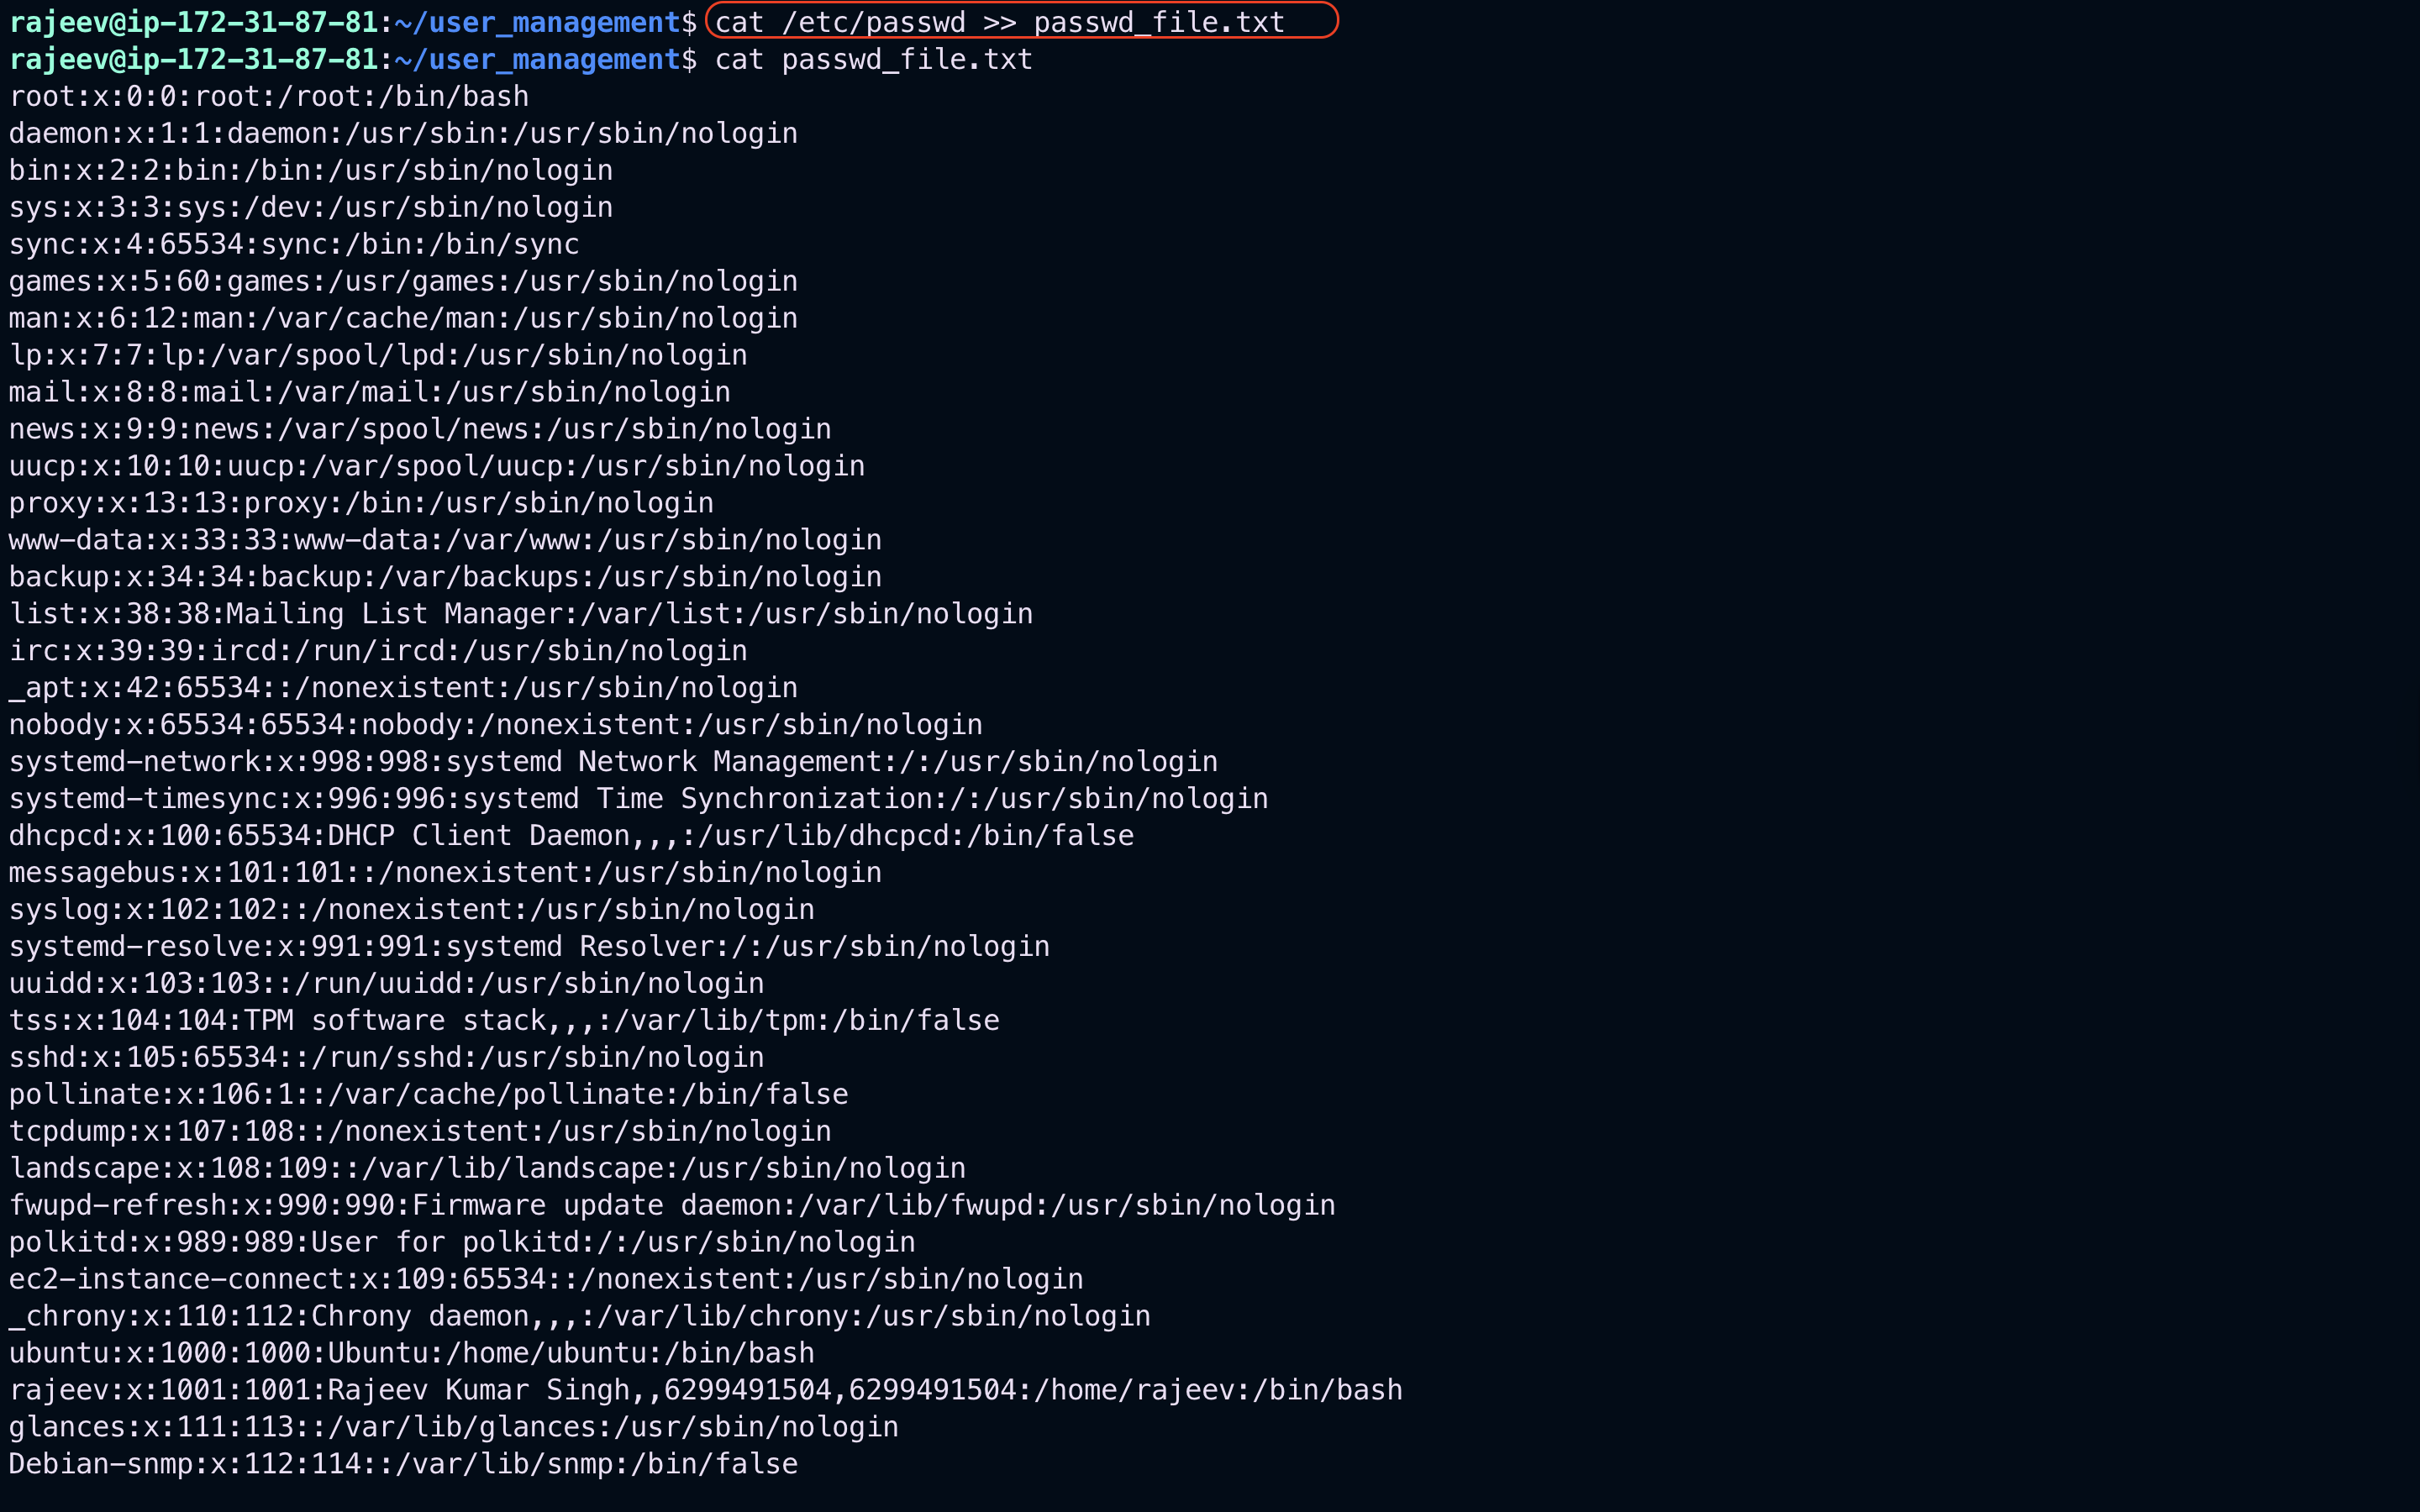 rajeev@ip-172-31-87-81:~/user_management$ cat /etc/passwd >> passwd_file.txt
rajeev@ip-172-31-87-81:~/user_management$ cat passwd_file.txt
root:x:0:0:root:/root:/bin/bash
daemon:x:1:1:daemon:/usr/sbin:/usr/sbin/nologin
bin:x:2:2:bin:/bin:/usr/sbin/nologin
sys:x:3:3:sys:/dev:/usr/sbin/nologin
sync:x:4:65534:sync:/bin:/bin/sync
games:x:5:60:games:/usr/games:/usr/sbin/nologin
man:x:6:12:man:/var/cache/man:/usr/sbin/nologin
lp:x:7:7:lp:/var/spool/lpd:/usr/sbin/nologin
mail:x:8:8:mail:/var/mail:/usr/sbin/nologin
news:x:9:9:news:/var/spool/news:/usr/sbin/nologin
uucp:x:10:10:uucp:/var/spool/uucp:/usr/sbin/nologin
proxy:x:13:13:proxy:/bin:/usr/sbin/nologin
www-data:x:33:33:www-data:/var/www:/usr/sbin/nologin
backup:x:34:34:backup:/var/backups:/usr/sbin/nologin
list:x:38:38:Mailing List Manager:/var/list:/usr/sbin/nologin
irc:x:39:39:ircd:/run/ircd:/usr/sbin/nologin
_apt:x:42:65534::/nonexistent:/usr/sbin/nologin
nobody:x:65534:65534:nobody:/nonexistent:/usr/sbin/nologin
systemd-network:x:998:998:systemd Network Management:/:/usr/sbin/nologin
systemd-timesync:x:996:996:systemd Time Synchronization:/:/usr/sbin/nologin
dhcpcd:x:100:65534:DHCP Client Daemon,,,:/usr/lib/dhcpcd:/bin/false
messagebus:x:101:101::/nonexistent:/usr/sbin/nologin
syslog:x:102:102::/nonexistent:/usr/sbin/nologin
systemd-resolve:x:991:991:systemd Resolver:/:/usr/sbin/nologin
uuidd:x:103:103::/run/uuidd:/usr/sbin/nologin
tss:x:104:104:TPM software stack,,,:/var/lib/tpm:/bin/false
sshd:x:105:65534::/run/sshd:/usr/sbin/nologin
pollinate:x:106:1::/var/cache/pollinate:/bin/false
tcpdump:x:107:108::/nonexistent:/usr/sbin/nologin
landscape:x:108:109::/var/lib/landscape:/usr/sbin/nologin
fwupd-refresh:x:990:990:Firmware update daemon:/var/lib/fwupd:/usr/sbin/nologin
polkitd:x:989:989:User for polkitd:/:/usr/sbin/nologin
ec2-instance-connect:x:109:65534::/nonexistent:/usr/sbin/nologin
_chrony:x:110:112:Chrony daemon,,,:/var/lib/chrony:/usr/sbin/nologin
ubuntu:x:1000:1000:Ubuntu:/home/ubuntu:/bin/bash
rajeev:x:1001:1001:Rajeev Kumar Singh,,6299491504,6299491504:/home/rajeev:/bin/bash
glances:x:111:113::/var/lib/glances:/usr/sbin/nologin
Debian-snmp:x:112:114::/var/lib/snmp:/bin/false